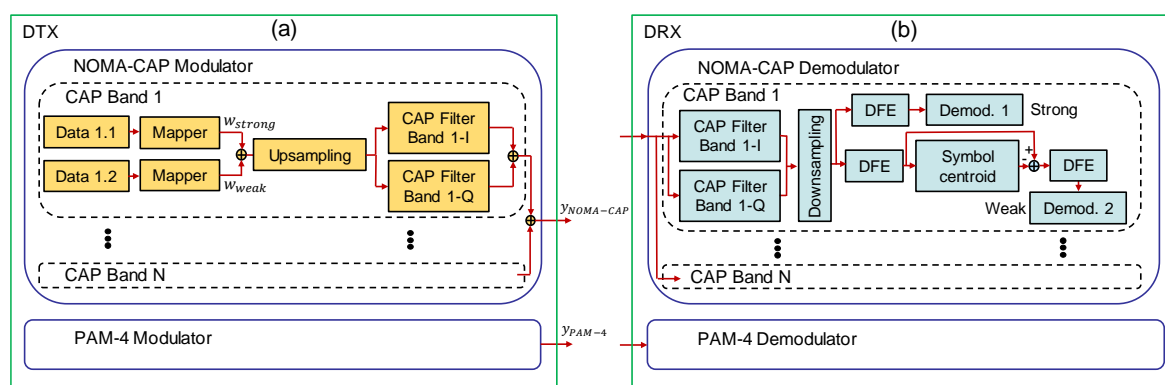 DTX
(a)
NOMA-CAP Modulator
CAP Band 1
Data 1.1
Mapper
w_strong
Data 1.2
Mapper
w_weak
Upsampling
CAP Filter
Band 1-I
CAP Filter
Band 1-Q
CAP Band N
y_NOMA−CAP
PAM-4 Modulator
y_PAM−4
DRX
(b)
NOMA-CAP Demodulator
CAP Band 1
CAP Filter
Band 1-I
CAP Filter
Band 1-Q
Downsampling
DFE
Demod. 1
Strong
DFE
Symbol
centroid
+
-
DFE
Weak
Demod. 2
CAP Band N
PAM-4 Demodulator